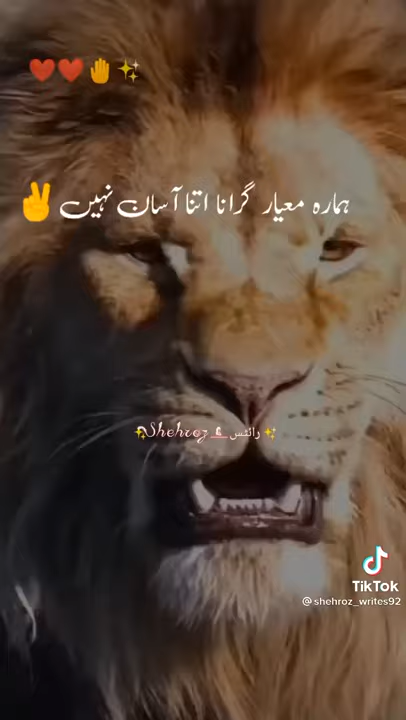 ❤️❤️🤚✨
ہمارہ معیار گرانا اتنا آسان نہیں ✌️
✨Shehroz رائٹس✨
TikTok
@shehroz_writes92